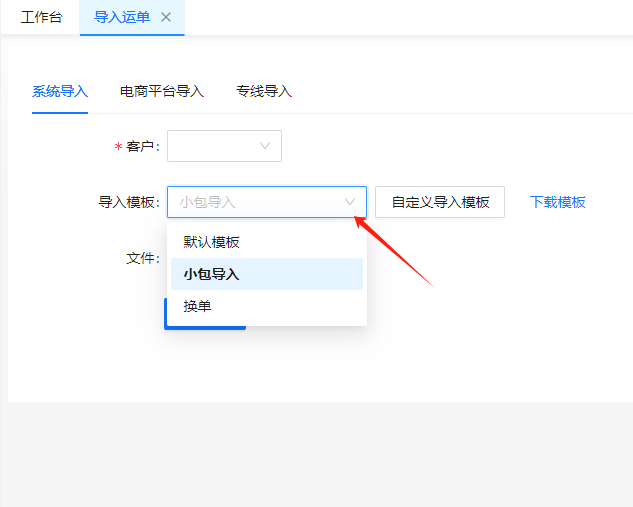 工作台 导入运单
系统导入 电商平台导入 专线导入
* 客户:
导入模板: 小包导入 自定义导入模板 下载模板
默认模板
文件:
小包导入
换单